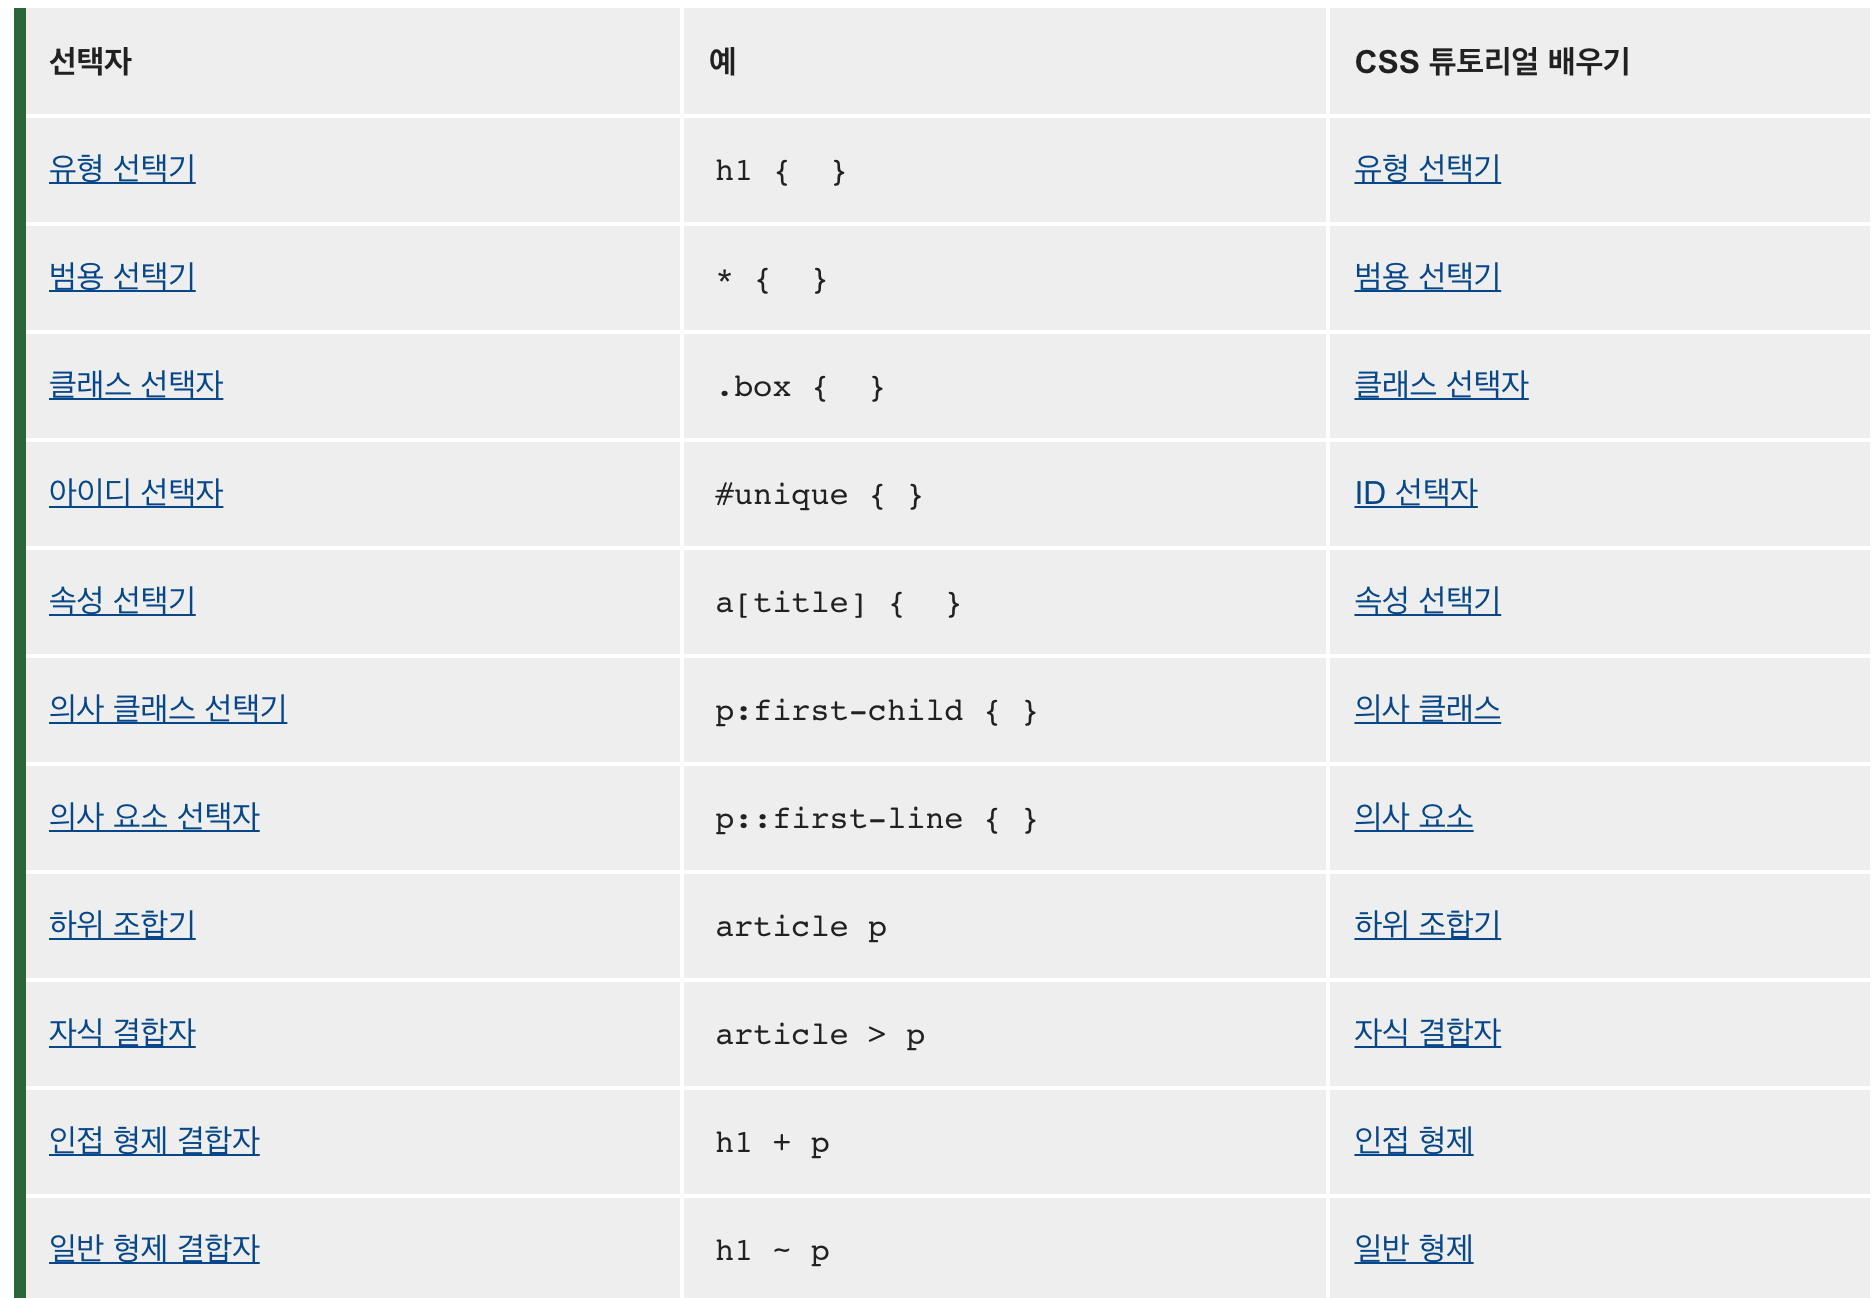 선택자 예 CSS 튜토리얼 배우기
유형 선택기 h1 {  } 유형 선택기
범용 선택기 * {  } 범용 선택기
클래스 선택자 .box {  } 클래스 선택자
아이디 선택자 #unique { } ID 선택자
속성 선택기 a[title] {  } 속성 선택기
의사 클래스 선택기 p:first-child { } 의사 클래스
의사 요소 선택자 p::first-line { } 의사 요소
하위 조합기 article p 하위 조합기
자식 결합자 article > p 자식 결합자
인접 형제 결합자 h1 + p 인접 형제
일반 형제 결합자 h1 ~ p 일반 형제